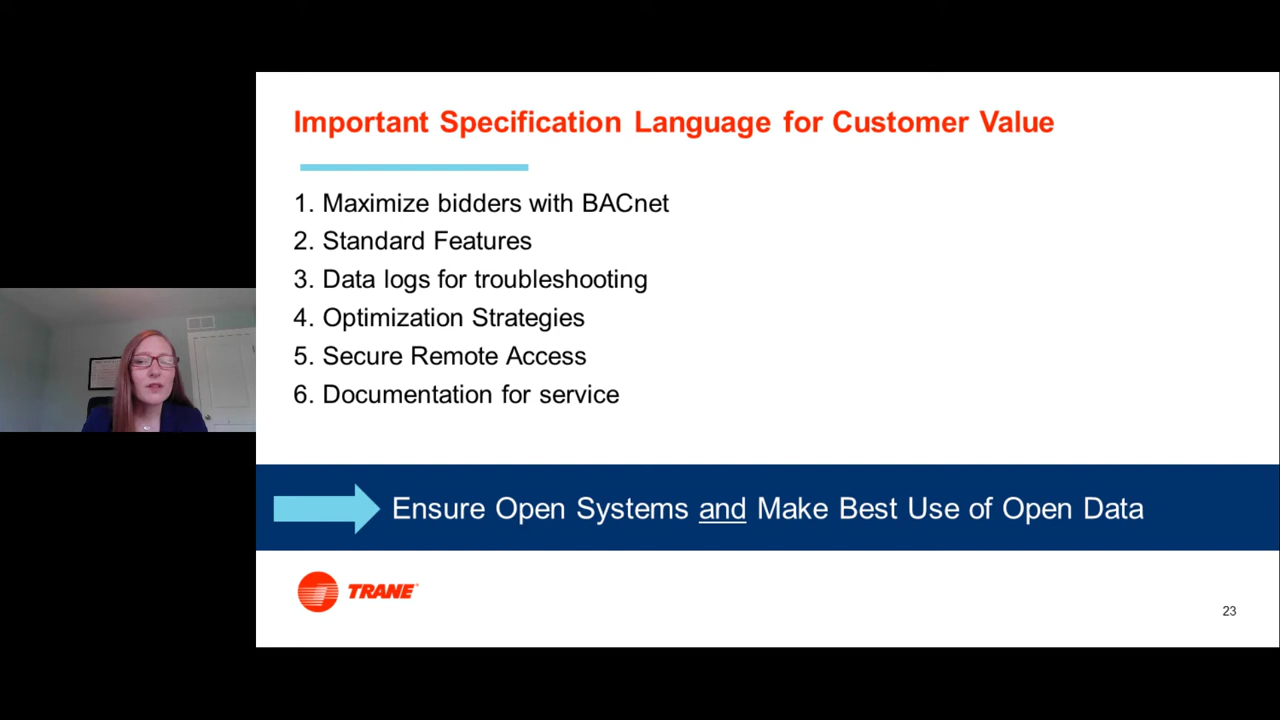 Important Specification Language for Customer Value
1. Maximize bidders with BACnet
2. Standard Features
3. Data logs for troubleshooting
4. Optimization Strategies
5. Secure Remote Access
6. Documentation for service
Ensure Open Systems and Make Best Use of Open Data
TRANE
23